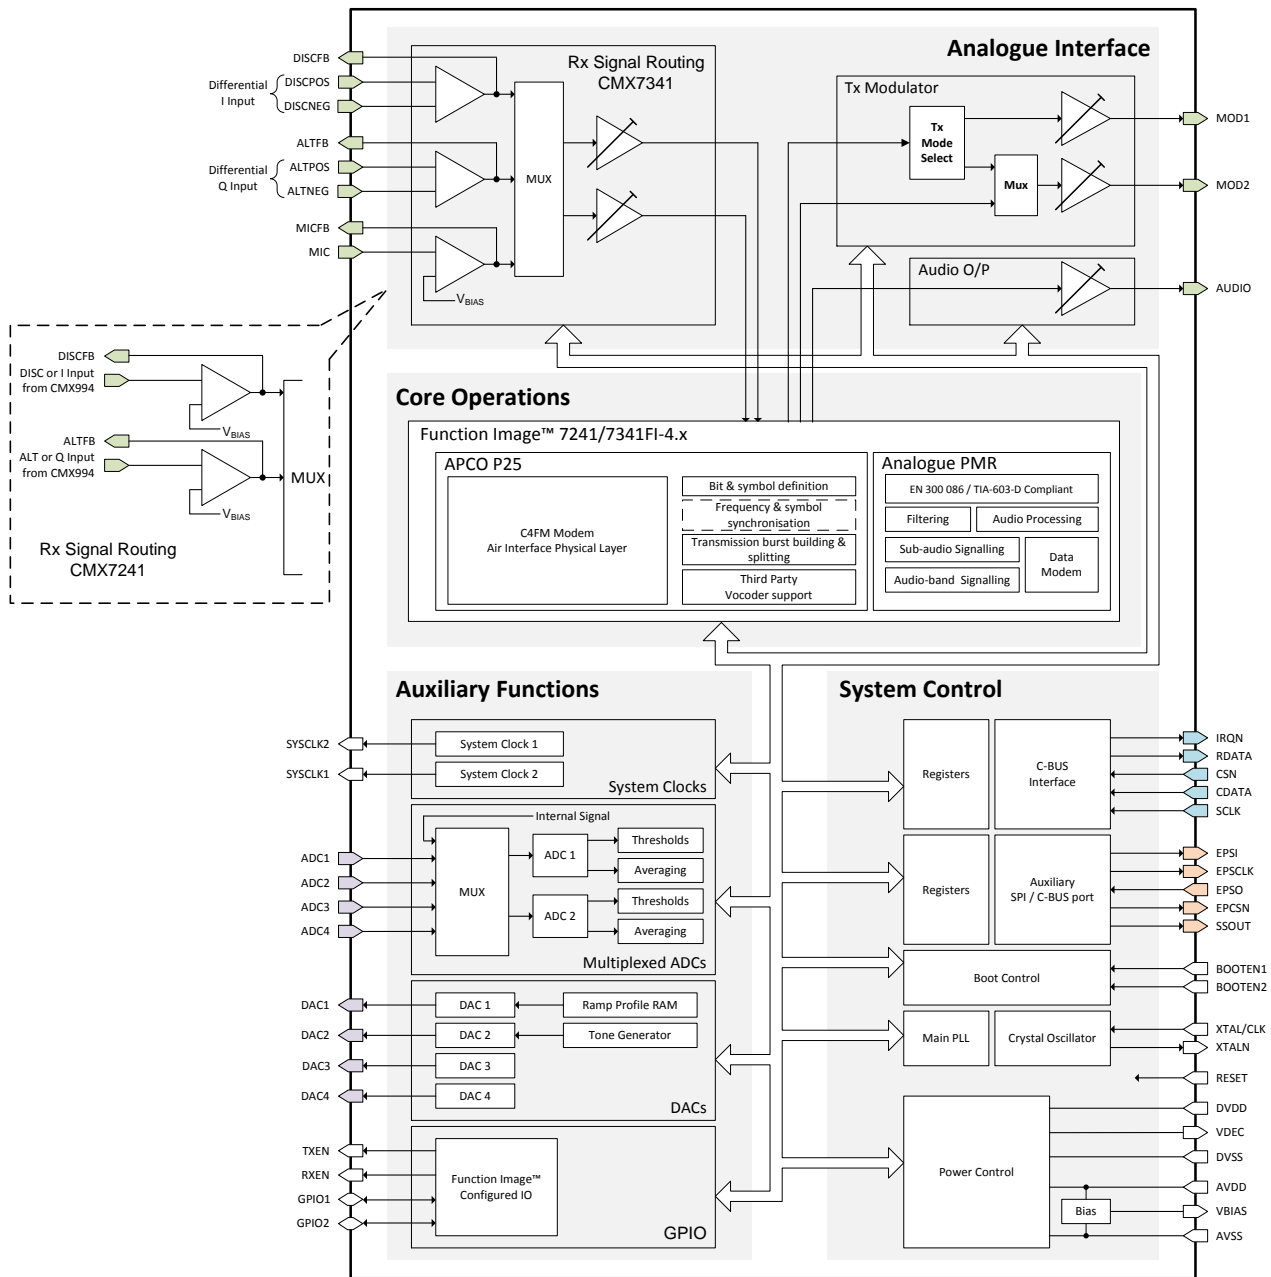 Analogue Interface
Rx Signal Routing
CMX7341
DISCFB
Differential
I Input
DISCPOS
DISCNEG
ALTFB
Differential
Q Input
ALTPOS
ALTNEG
MICFB
MIC
MUX
VBIAS
Tx Modulator
Tx
Mode
Select
Mux
MOD1
MOD2
Audio O/P
AUDIO
DISCFB
DISC or I Input
from CMX994
VBIAS
ALTFB
ALT or Q Input
from CMX994
VBIAS
MUX
Rx Signal Routing
CMX7241
Core Operations
Function Image™ 7241/7341FI-4.x
APCO P25
C4FM Modem
Air Interface Physical Layer
Bit & symbol definition
Frequency & symbol
synchronisation
Transmission burst building &
splitting
Third Party
Vocoder support
Analogue PMR
EN 300 086 / TIA-603-D Compliant
Filtering
Audio Processing
Sub-audio Signalling
Audio-band Signalling
Data
Modem
Auxiliary Functions
SYSCLK2
SYSCLK1
System Clock 1
System Clock 2
System Clocks
Internal Signal
ADC1
ADC2
ADC3
ADC4
MUX
ADC 1
ADC 2
Thresholds
Averaging
Thresholds
Averaging
Multiplexed ADCs
DAC1
DAC2
DAC3
DAC4
DAC 1
DAC 2
DAC 3
DAC 4
Ramp Profile RAM
Tone Generator
DACs
TXEN
RXEN
GPIO1
GPIO2
Function Image™
Configured IO
GPIO
System Control
Registers
C-BUS
Interface
IRQN
RDATA
CSN
CDATA
SCLK
Registers
Auxiliary
SPI / C-BUS port
EPSI
EPSCLK
EPSO
EPCSN
SSOUT
Boot Control
BOOTEN1
BOOTEN2
Main PLL
Crystal Oscillator
XTAL/CLK
XTALN
RESET
Power Control
Bias
DVDD
VDEC
DVSS
AVDD
VBIAS
AVSS